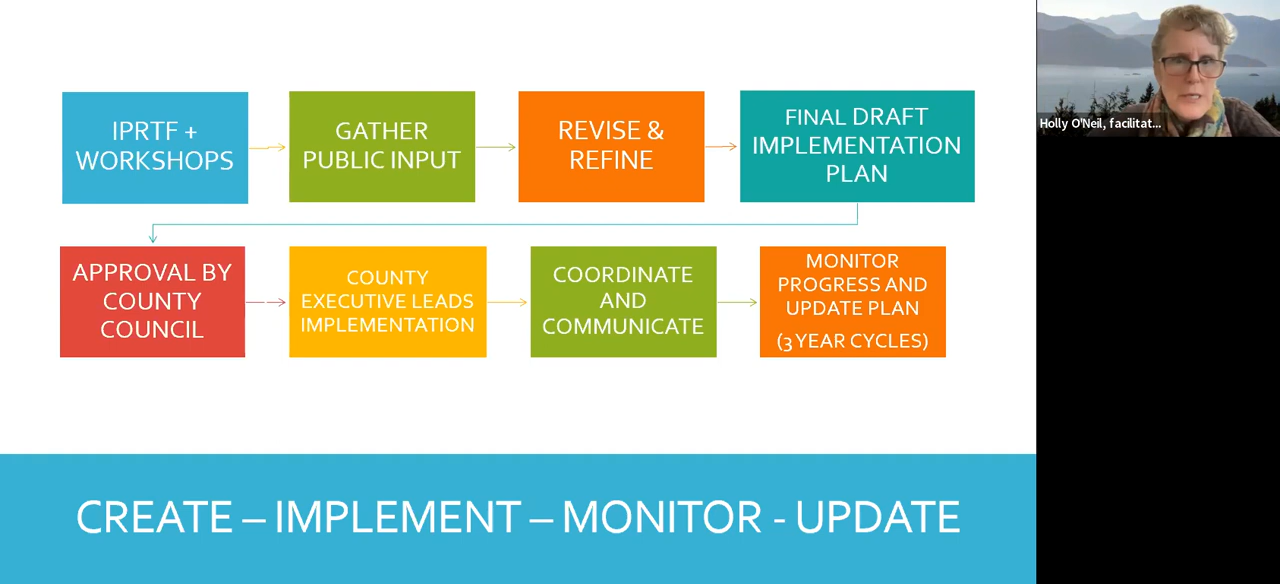 IPRTF +
WORKSHOPS
GATHER
PUBLIC INPUT
REVISE &
REFINE
FINAL DRAFT
IMPLEMENTATION
PLAN
APPROVAL BY
COUNTY
COUNCIL
COUNTY
EXECUTIVE LEADS
IMPLEMENTATION
COORDINATE
AND
COMMUNICATE
MONITOR
PROGRESS AND
UPDATE PLAN
(3 YEAR CYCLES)
CREATE – IMPLEMENT – MONITOR - UPDATE
Holly O'Neil, facilitat...